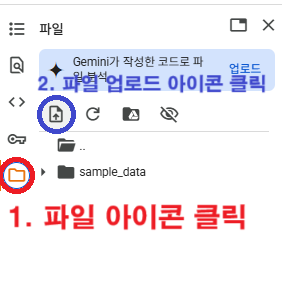 파일
Gemini가 작성한 코드로 파
일 분석
업로드
2. 파일 업로드 아이콘 클릭
..
sample_data
1. 파일 아이콘 클릭